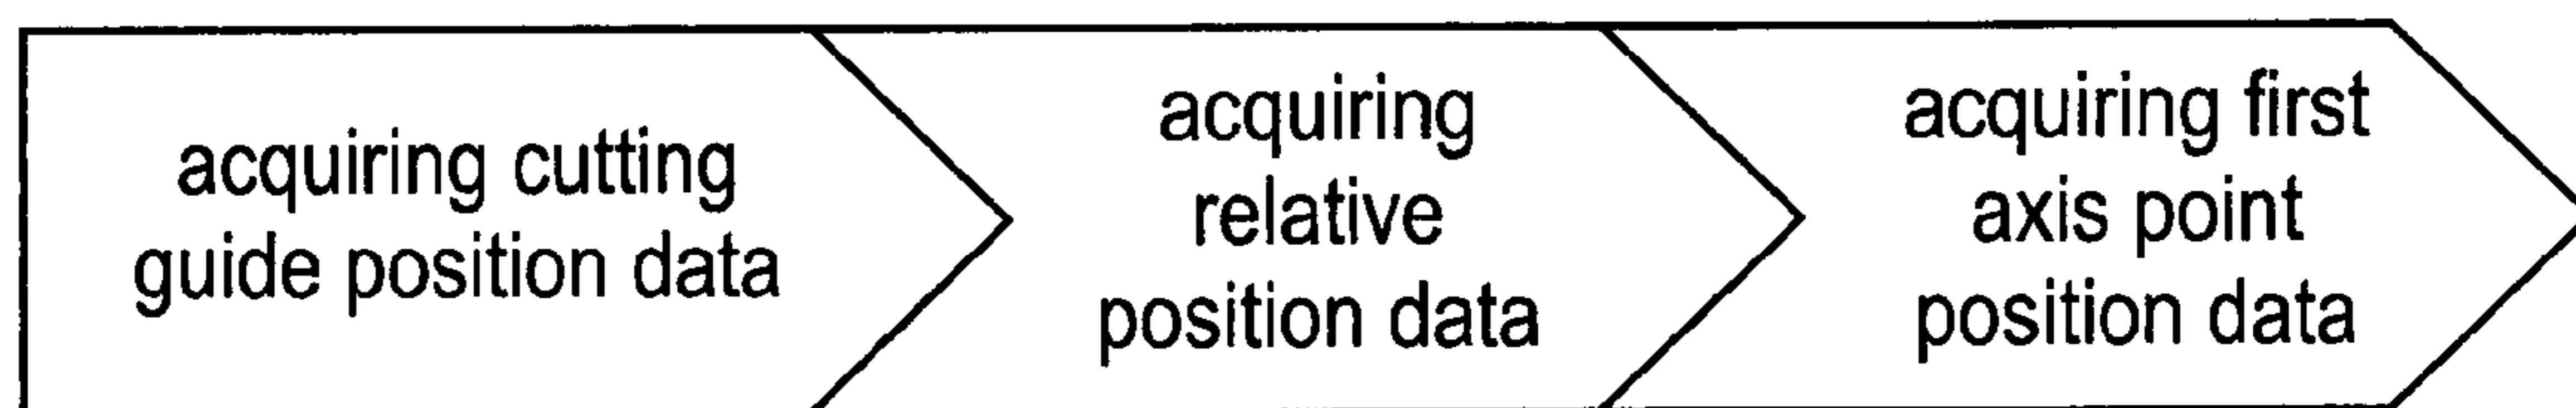 acquiring cutting
guide position data
acquiring
relative
position data
acquiring first
axis point
position data